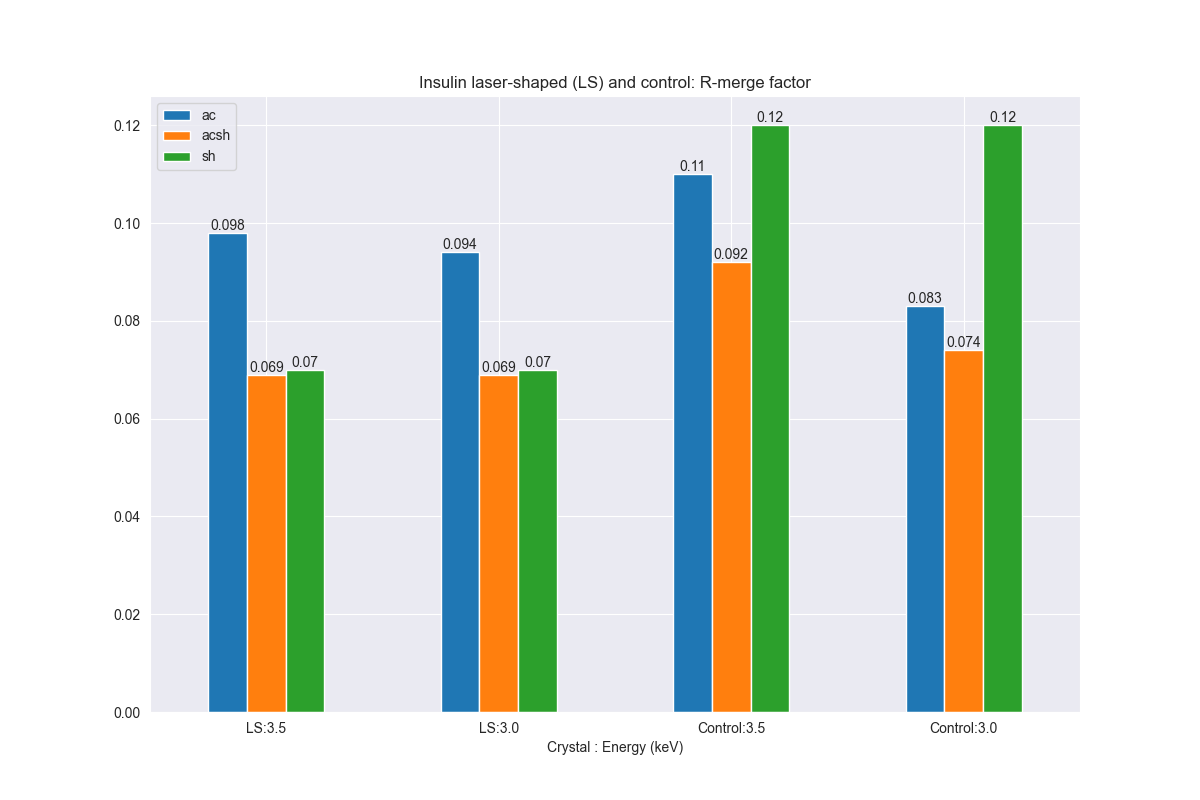 Insulin laser-shaped (LS) and control: R-merge factor
ac
acsh
sh
0.12
0.10
0.08
0.06
0.04
0.02
0.00
0.098
0.069
0.07
0.094
0.069
0.07
0.11
0.092
0.12
0.083
0.074
0.12
LS:3.5
LS:3.0
Control:3.5
Control:3.0
Crystal : Energy (keV)